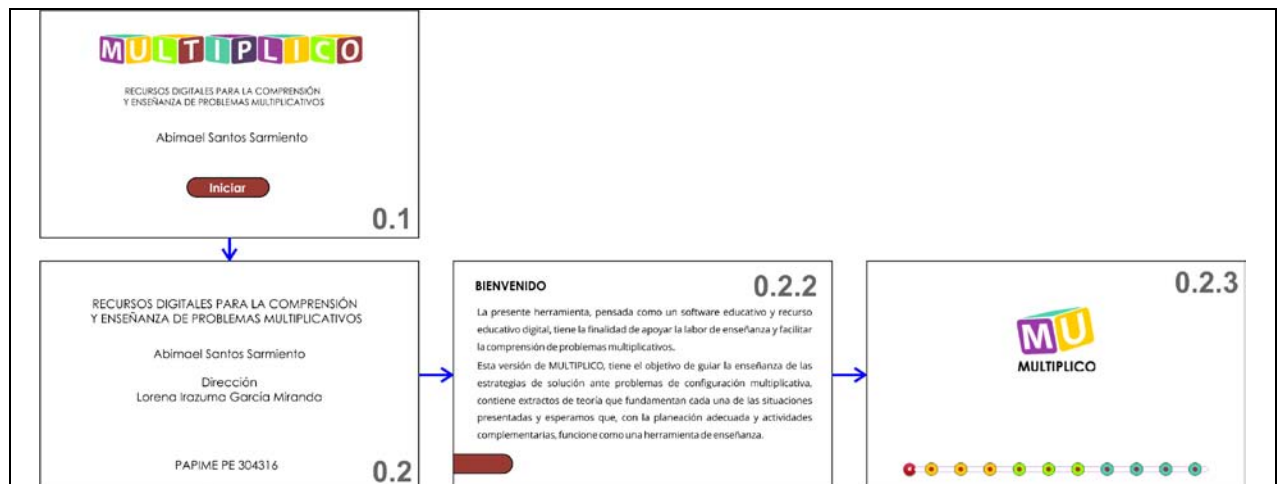 MULTIPLICO
RECURSOS DIGITALES PARA LA COMPRENSIÓN
Y ENSEÑANZA DE PROBLEMAS MULTIPLICATIVOS
Abimael Santos Sarmiento
Iniciar
0.1
RECURSOS DIGITALES PARA LA COMPRENSIÓN
Y ENSEÑANZA DE PROBLEMAS MULTIPLICATIVOS
Abimael Santos Sarmiento
Dirección
Lorena Irazuma García Miranda
PAPIME PE 304316
0.2
BIENVENIDO
0.2.2
La presente herramienta, pensada como un software educativo y recurso
educativo digital, tiene la finalidad de apoyar la labor de enseñanza y facilitar
la comprensión de problemas multiplicativos.
Esta versión de MULTIPLICO, tiene el objetivo de guiar la enseñanza de las
estrategias de solución ante problemas de configuración multiplicativa,
contiene extractos de teoría que fundamentan cada una de las situaciones
presentadas y esperamos que, con la planeación adecuada y actividades
complementarias, funcione como una herramienta de enseñanza.
0.2.3
MU
MULTIPLICO